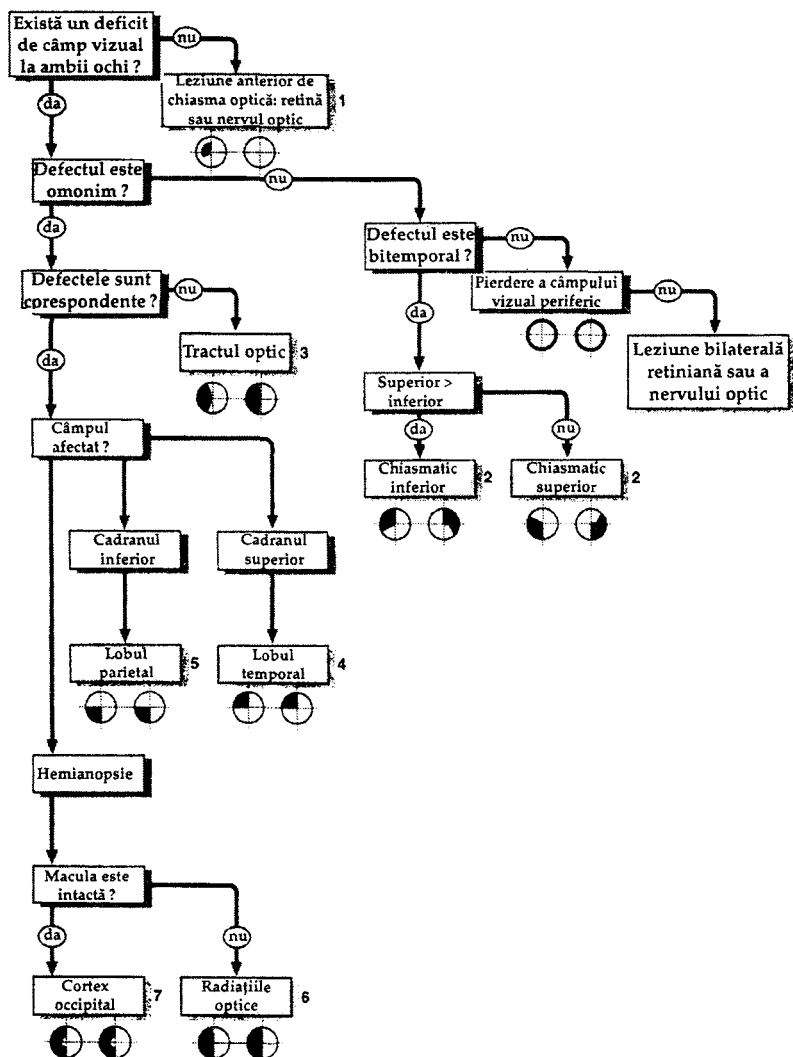 Există un deficit
de câmp vizual
la ambii ochi ?
nu
Leziune anterior de
chiasma optică: retină
sau nervul optic
1
da
Defectul este
omonim ?
nu
da
Defectul este
bitemporal ?
nu
Pierdere a câmpului
vizual periferic
nu
Leziune bilaterală
retiniană sau a
nervului optic
Defectele sunt
corespondente ?
nu
Tractul optic
3
da
da
Superior >
inferior
da
nu
Chiasmatic
inferior
2
Chiasmatic
superior
2
Câmpul
afectat ?
Cadranul
inferior
Cadranul
superior
Lobul
parietal
5
Lobul
temporal
4
Hemianopsie
Macula este
intactă ?
da
nu
Cortex
occipital
7
Radiațiile
optice
6